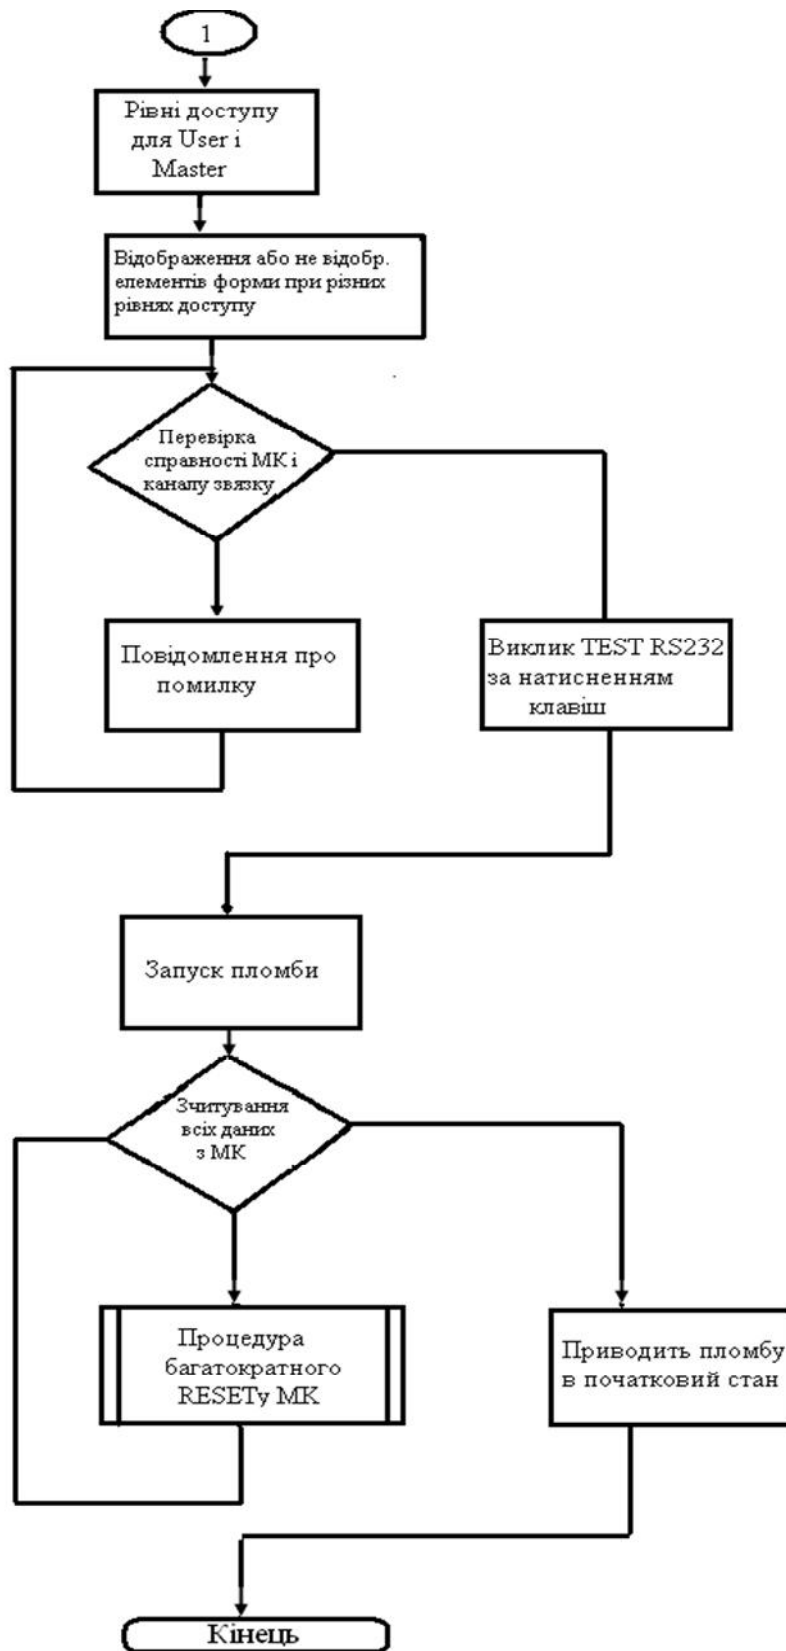 1
Рівні доступу
для User і
Master
Відображення або не відобр.
елементів форми при різних
рівнях доступу
Перевірка
справності МК і
каналу звязку
Повідомлення про
помилку
Виклик TEST RS232
за натисненням
клавіш
Запуск пломби
Зчитування
всіх даних
з МК
Процедура
багатократного
RESETу МК
Приводить пломбу
в початковий стан
Кінець